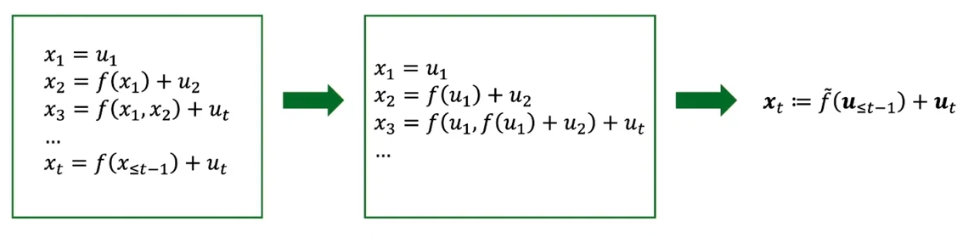 x₁ = u₁
x₂ = f(x₁) + u₂
x₃ = f(x₁, x₂) + uₜ
...
xₜ = f(x≤ₜ₋₁) + uₜ
x₁ = u₁
x₂ = f(u₁) + u₂
x₃ = f(u₁, f(u₁) + u₂) + uₜ
...
𝒙ₜ ≔ f̃(𝒖≤ₜ₋₁) + 𝒖ₜ